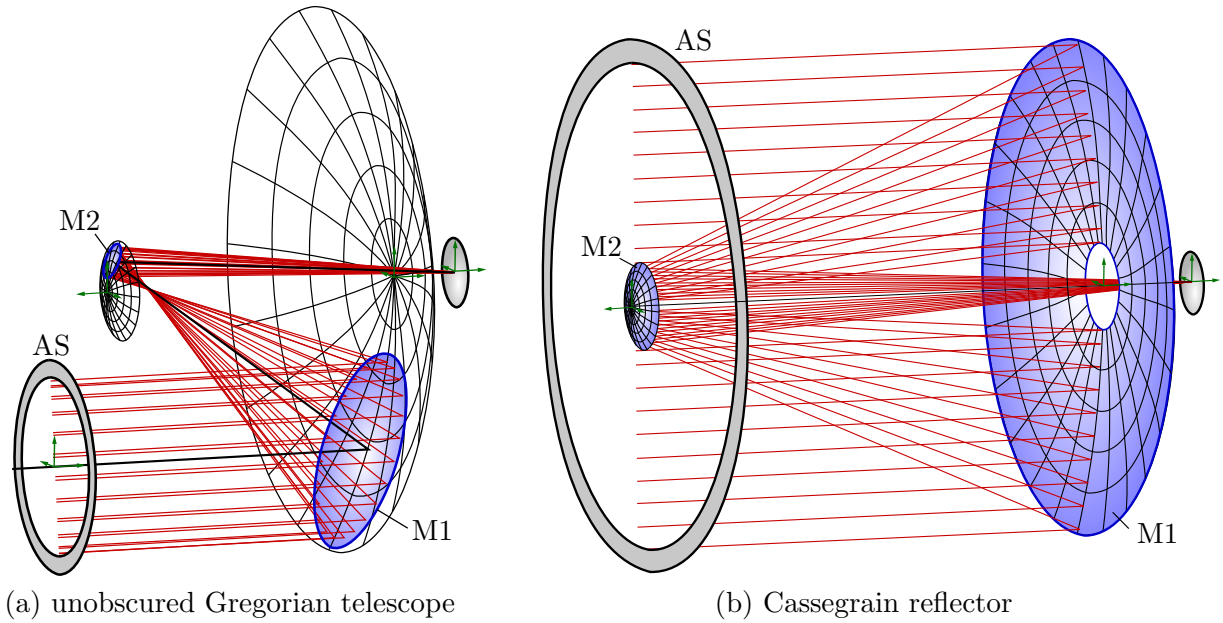 M2
AS
M1
(a) unobscured Gregorian telescope
AS
M2
M1
(b) Cassegrain reflector